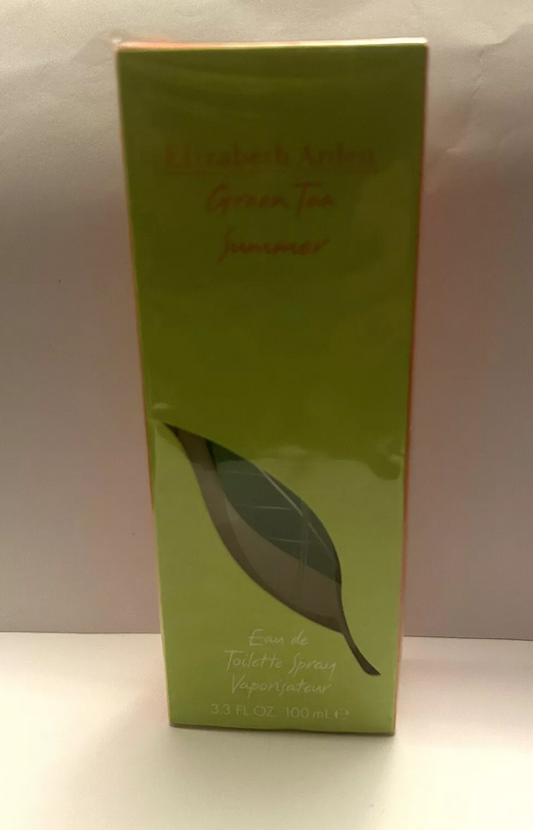 Elizabeth Arden
Green Tea
Summer
Eau de
Toilette Spray
Vaporisateur
3.3 FL.OZ. 100 mL ℮